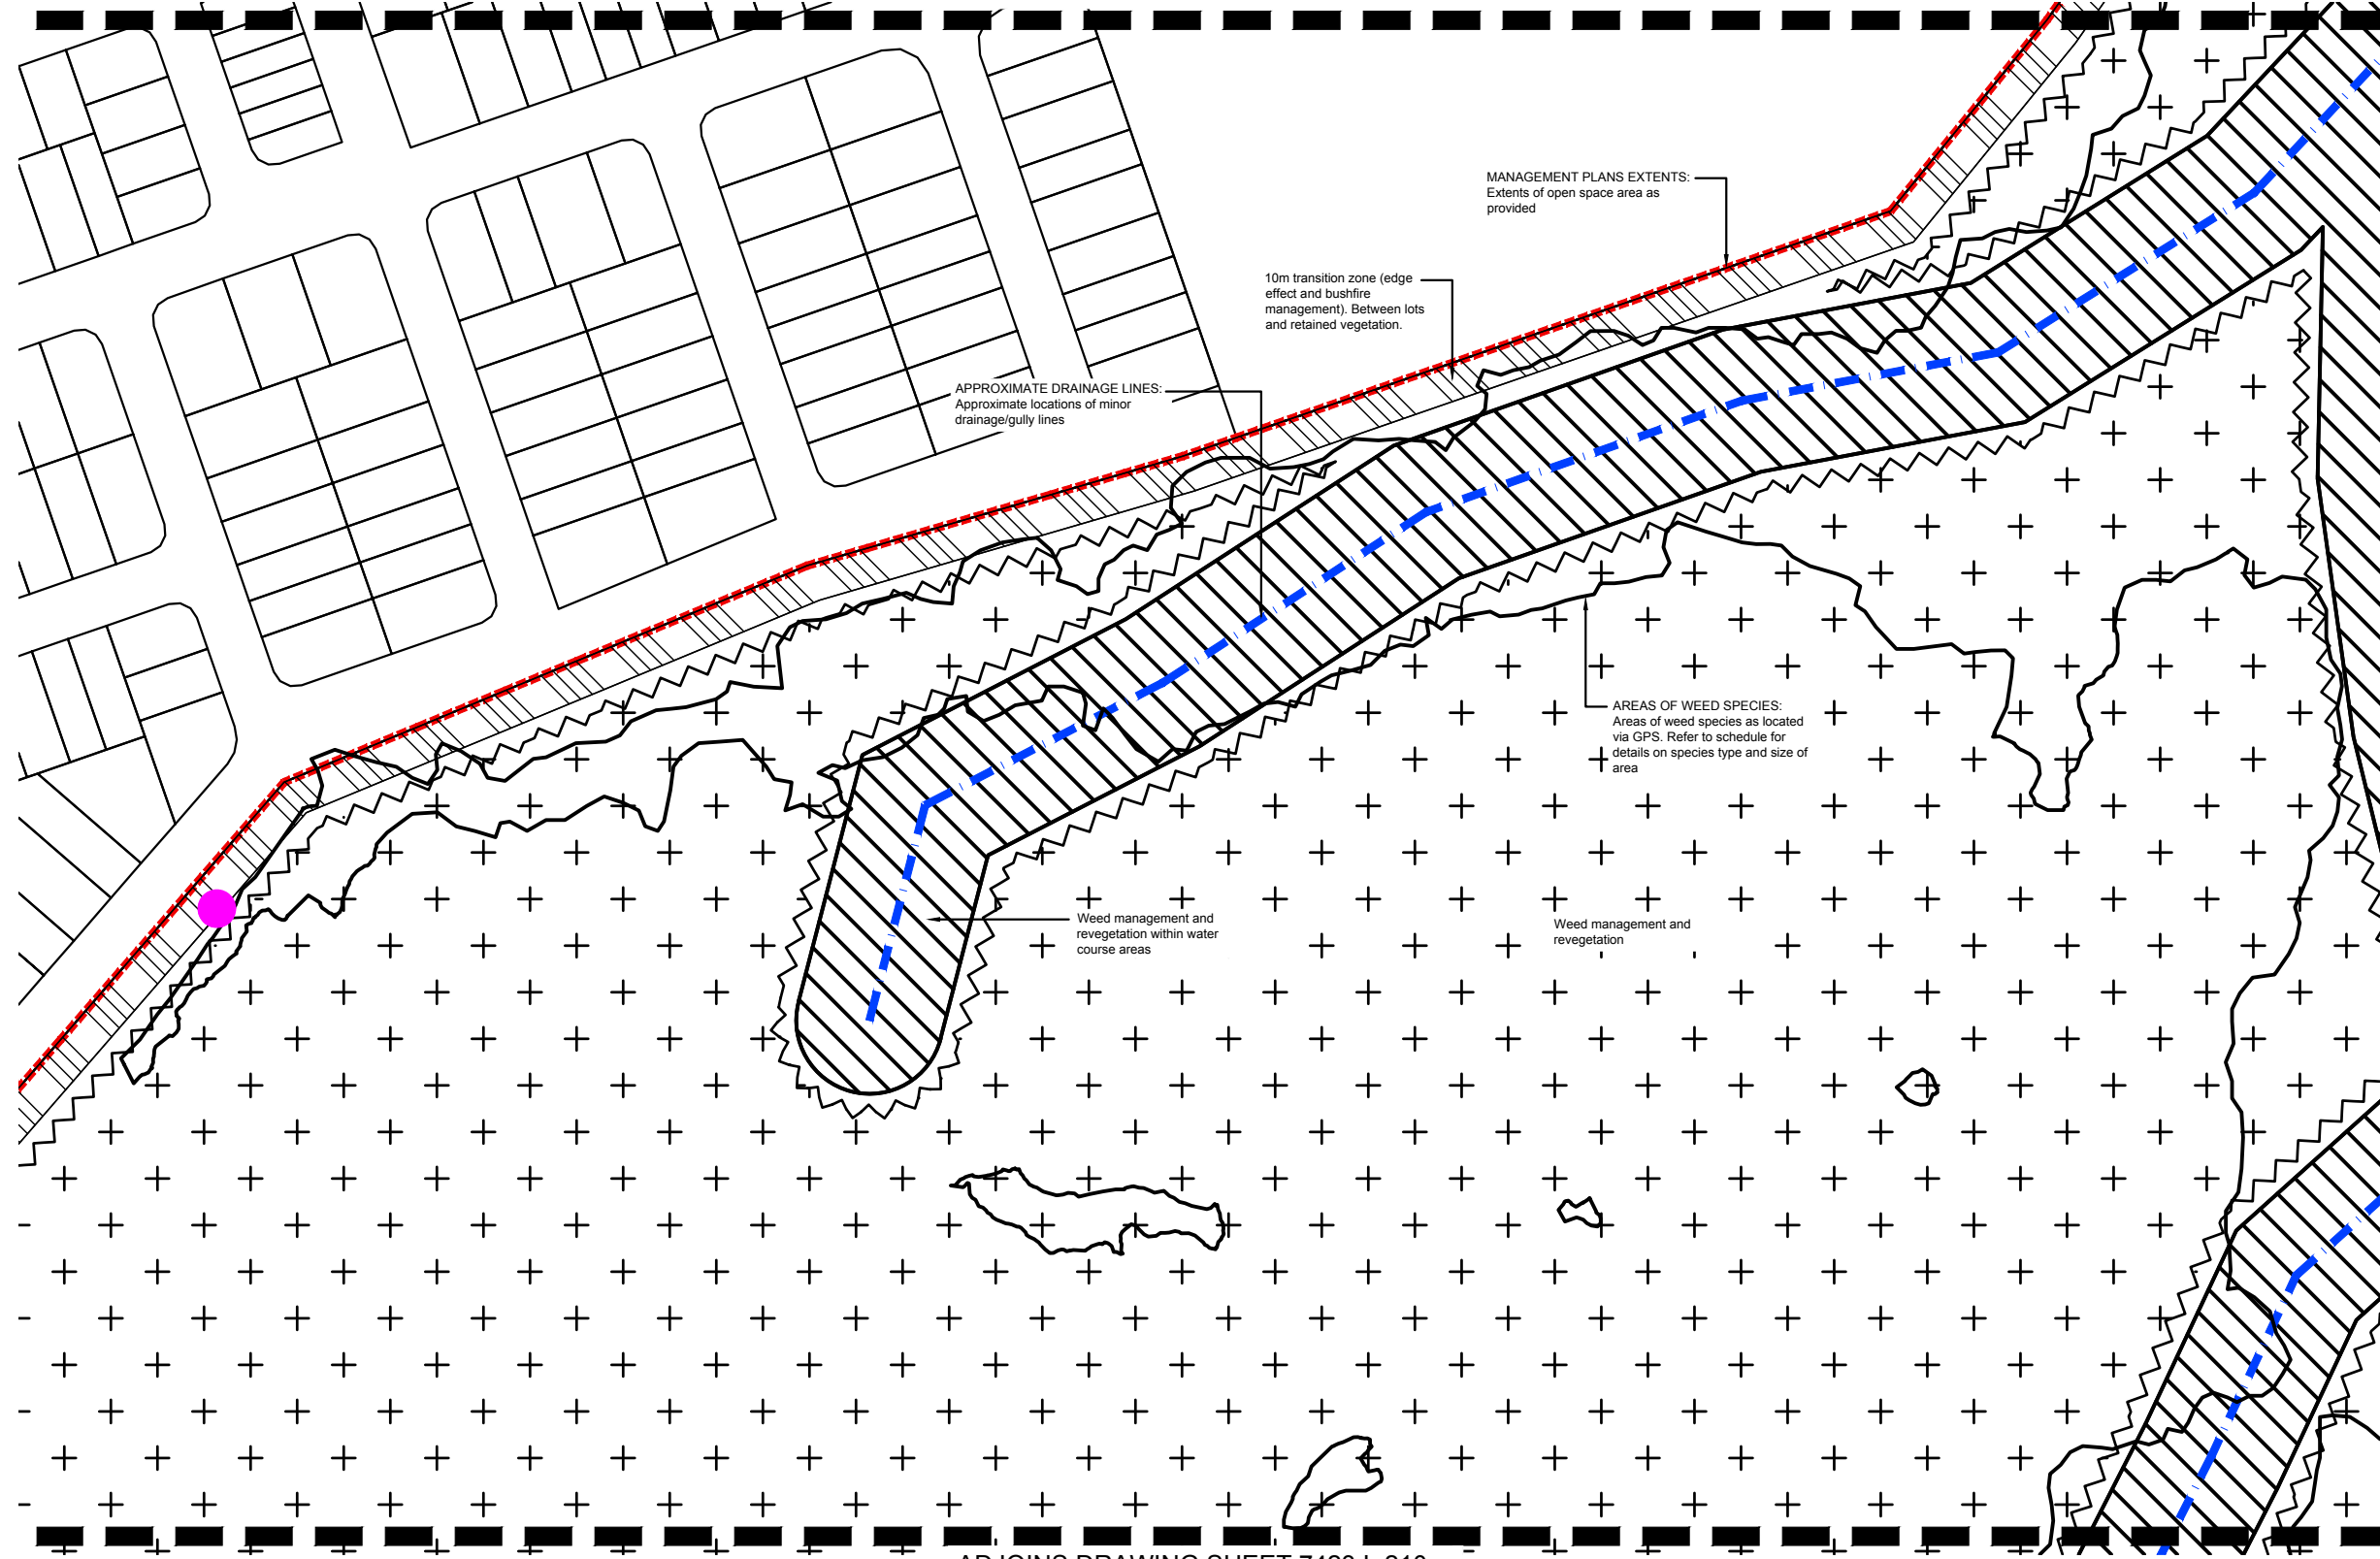 MANAGEMENT PLANS EXTENTS:
Extents of open space area as
provided
10m transition zone (edge
effect and bushfire
management). Between lots
and retained vegetation.
APPROXIMATE DRAINAGE LINES:
Approximate locations of minor
drainage/gully lines
AREAS OF WEED SPECIES:
Areas of weed species as located
via GPS. Refer to schedule for
details on species type and size of
area
Weed management and
revegetation within water
course areas
Weed management and
revegetation
ADJOINS DRAWING SHEET